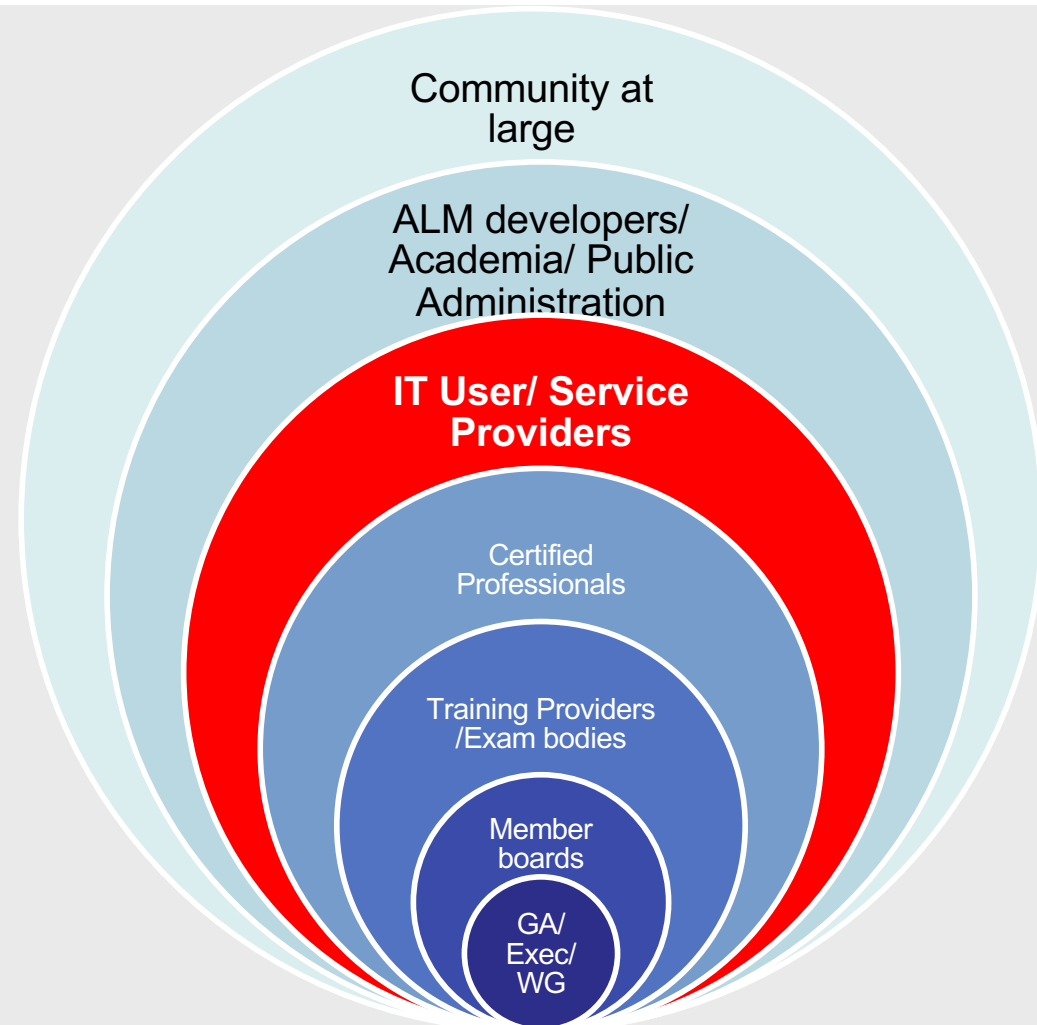 Community at
large
ALM developers/
Academia/ Public
Administration
IT User/ Service
Providers
Certified
Professionals
Training Providers
/Exam bodies
Member
boards
GA/
Exec/
WG